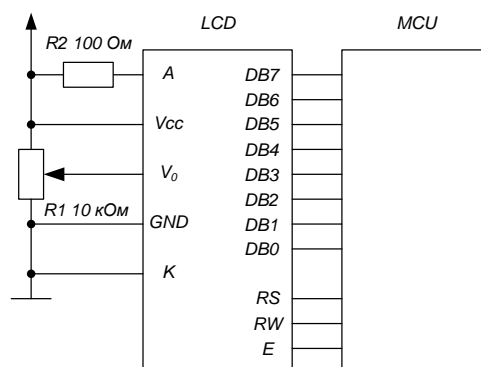 LCD
MCU
R2 100 Ом
A
Vcc
V₀
R1 10 кОм
GND
K
DB7
DB6
DB5
DB4
DB3
DB2
DB1
DB0
RS
RW
E